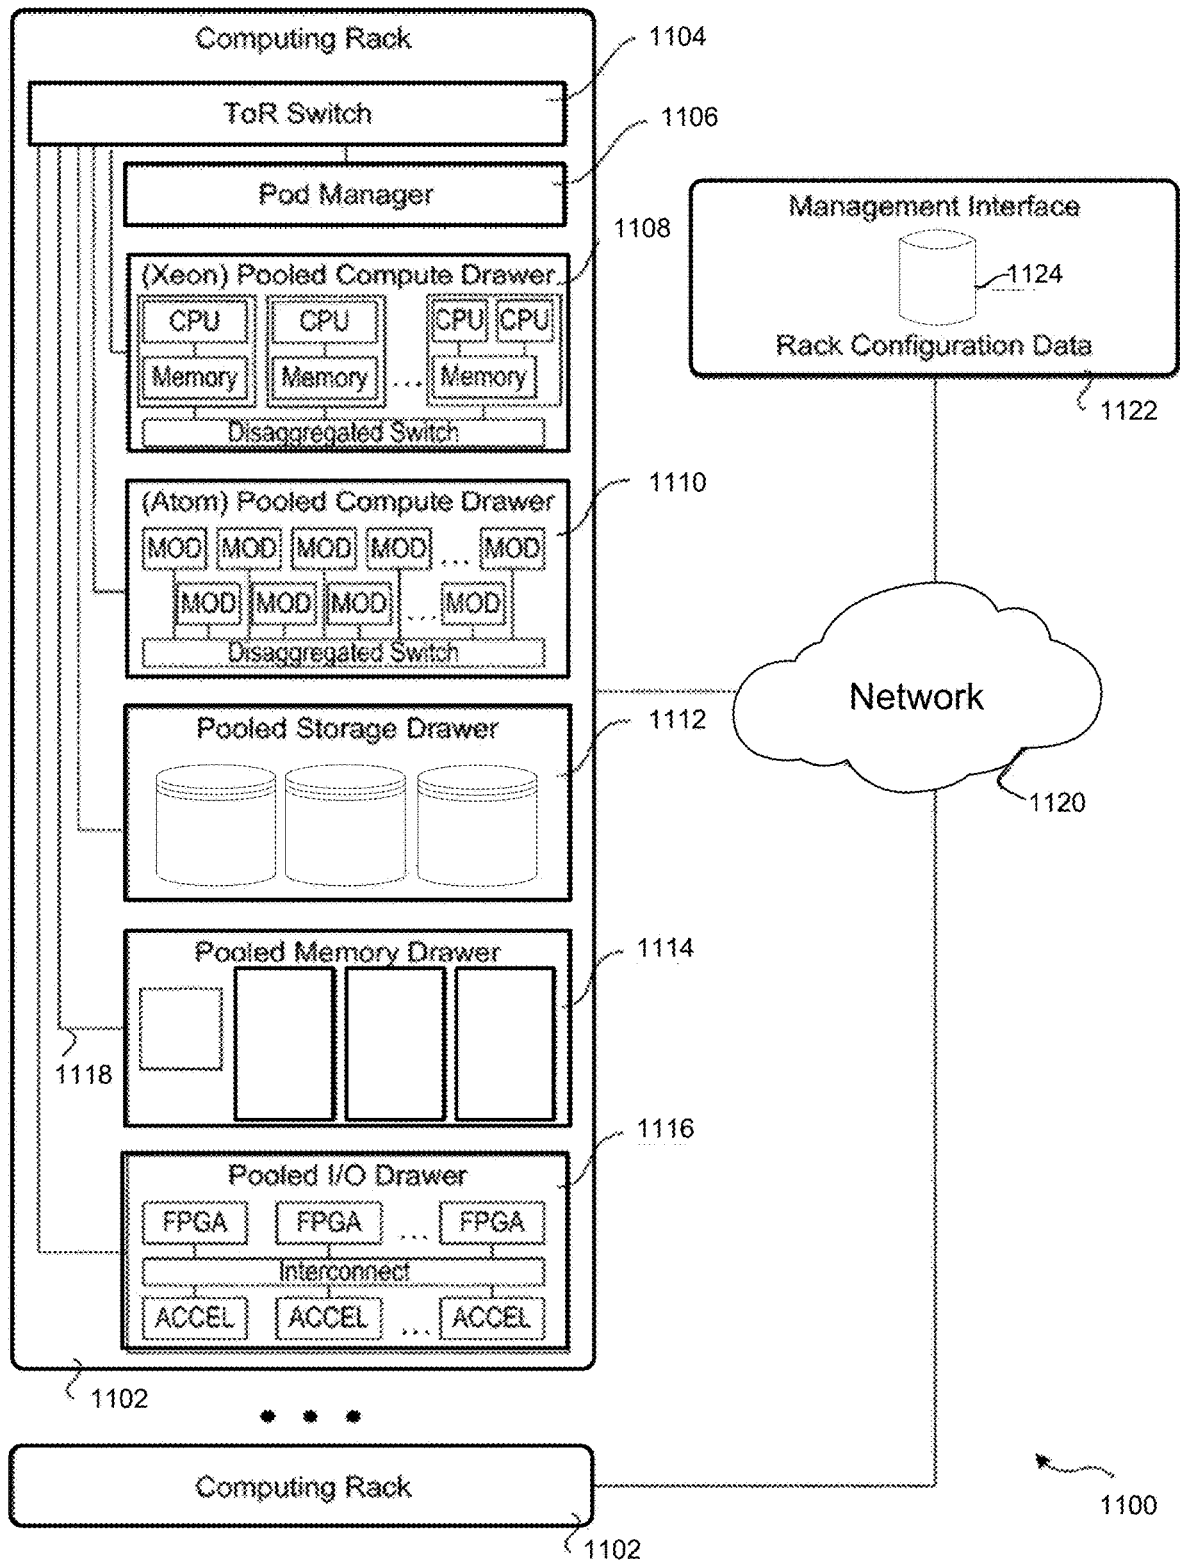 Computing Rack
1104
ToR Switch
1106
Pod Manager
1108
(Xeon) Pooled Compute Drawer
CPU CPU CPU CPU
Memory Memory ... Memory
Disaggregated Switch
1110
(Atom) Pooled Compute Drawer
MOD MOD MOD MOD ... MOD
MOD MOD MOD ... MOD
Disaggregated Switch
1112
Pooled Storage Drawer
1114
Pooled Memory Drawer
1118
1116
Pooled I/O Drawer
FPGA FPGA ... FPGA
Interconnect
ACCEL ACCEL ... ACCEL
1102
• • •
Computing Rack
1102
Management Interface
1124
Rack Configuration Data
1122
Network
1120
1100